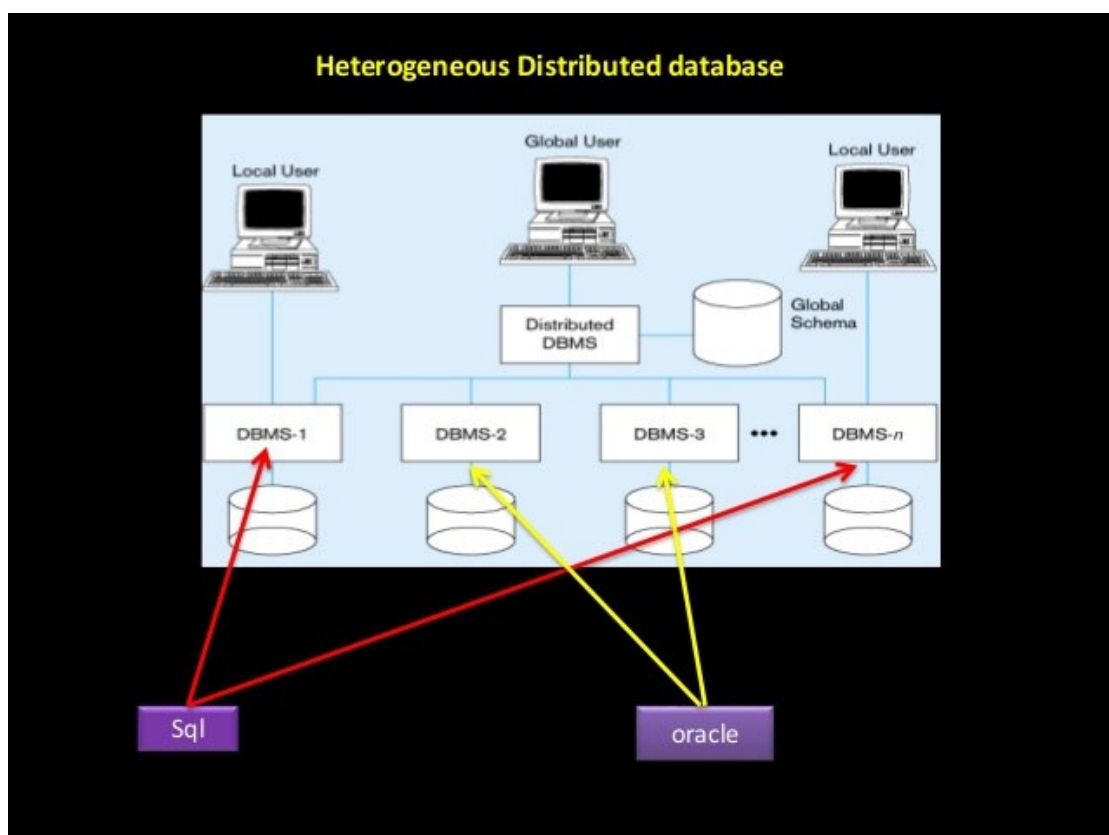 Heterogeneous Distributed database
Global User
Local User
Local User
Distributed
DBMS
Global
Schema
DBMS-1
DBMS-2
DBMS-3
•••
DBMS-n
Sql
oracle